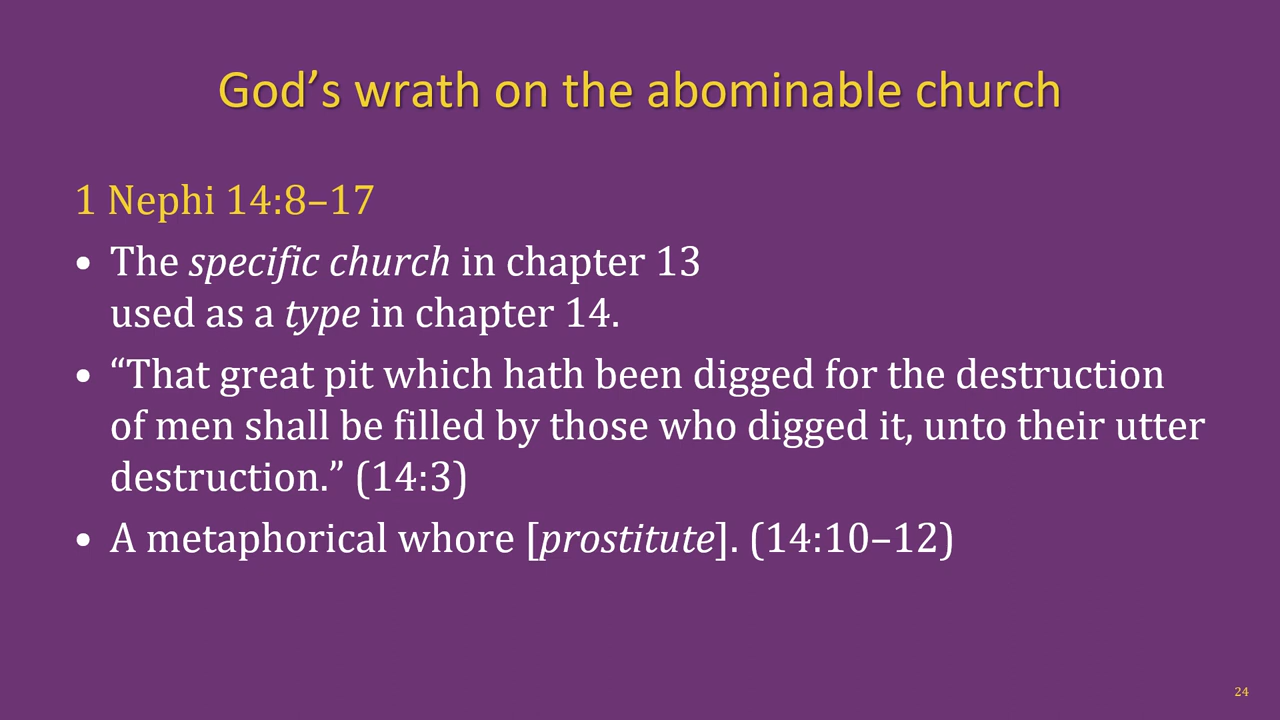 God’s wrath on the abominable church
1 Nephi 14:8–17
• The specific church in chapter 13
used as a type in chapter 14.
• “That great pit which hath been digged for the destruction
of men shall be filled by those who digged it, unto their utter
destruction.” (14:3)
• A metaphorical whore [prostitute]. (14:10–12)
24